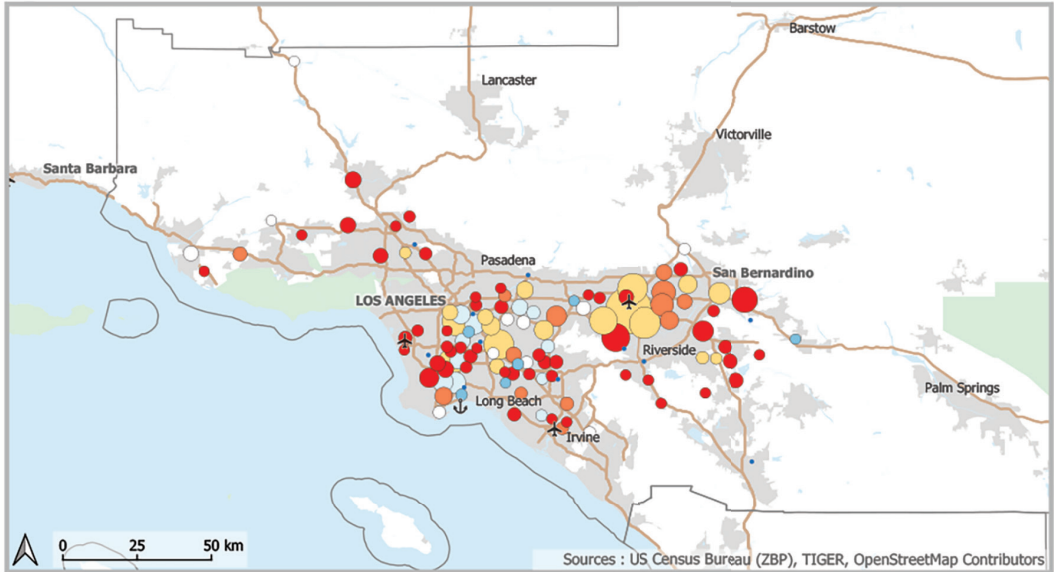 Barstow
Lancaster
Victorville
Santa Barbara
Pasadena
San Bernardino
LOS ANGELES
Riverside
Palm Springs
Long Beach
Irvine
0 25 50 km
Sources : US Census Bureau (ZBP), TIGER, OpenStreetMap Contributors